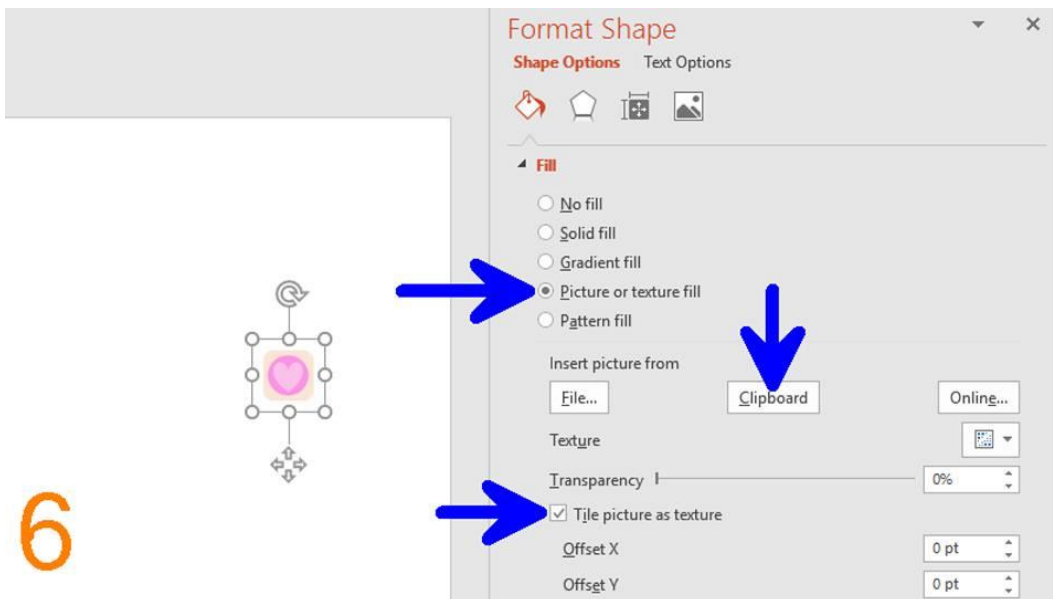 Format Shape
Shape Options Text Options
Fill
No fill
Solid fill
Gradient fill
Picture or texture fill
Pattern fill
Insert picture from
File... Clipboard Online...
Texture
Transparency 0%
Tile picture as texture
Offset X 0 pt
Offset Y 0 pt
6